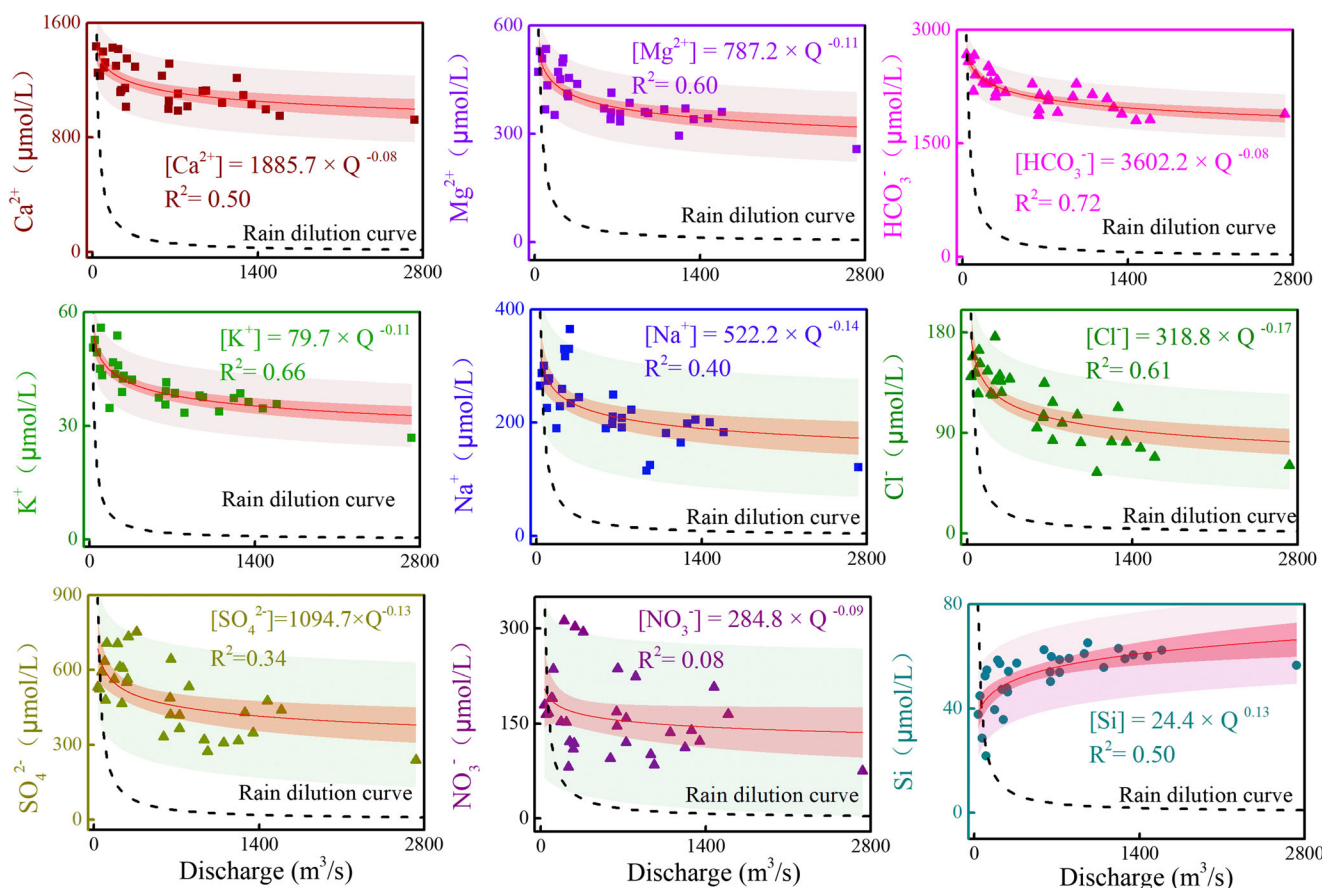 Ca²⁺ (μmol/L)
1600
800
0
[Ca²⁺] = 1885.7 × Q ⁻⁰·⁰⁸
R²= 0.50
Rain dilution curve
0 1400 2800
Mg²⁺ (μmol/L)
600
300
0
[Mg²⁺] = 787.2 × Q ⁻⁰·¹¹
R²= 0.60
Rain dilution curve
0 1400 2800
HCO₃⁻ (μmol/L)
3000
1500
0
[HCO₃⁻] = 3602.2 × Q ⁻⁰·⁰⁸
R²= 0.72
Rain dilution curve
0 1400 2800
K⁺ (μmol/L)
60
30
0
[K⁺] = 79.7 × Q ⁻⁰·¹¹
R²= 0.66
Rain dilution curve
0 1400 2800
Na⁺ (μmol/L)
400
200
0
[Na⁺] = 522.2 × Q ⁻⁰·¹⁴
R²= 0.40
Rain dilution curve
0 1400 2800
Cl⁻ (μmol/L)
180
90
0
[Cl⁻] = 318.8 × Q ⁻⁰·¹⁷
R²= 0.61
Rain dilution curve
0 1400 2800
SO₄²⁻ (μmol/L)
900
600
300
0
[SO₄²⁻]=1094.7×Q⁻⁰·¹³
R²=0.34
Rain dilution curve
0 1400 2800
Discharge (m³/s)
NO₃⁻ (μmol/L)
300
150
0
[NO₃⁻] = 284.8 × Q ⁻⁰·⁰⁹
R²= 0.08
Rain dilution curve
0 1400 2800
Discharge (m³/s)
Si (μmol/L)
80
40
0
[Si] = 24.4 × Q ⁰·¹³
R²= 0.50
Rain dilution curve
0 1400 2800
Discharge (m³/s)